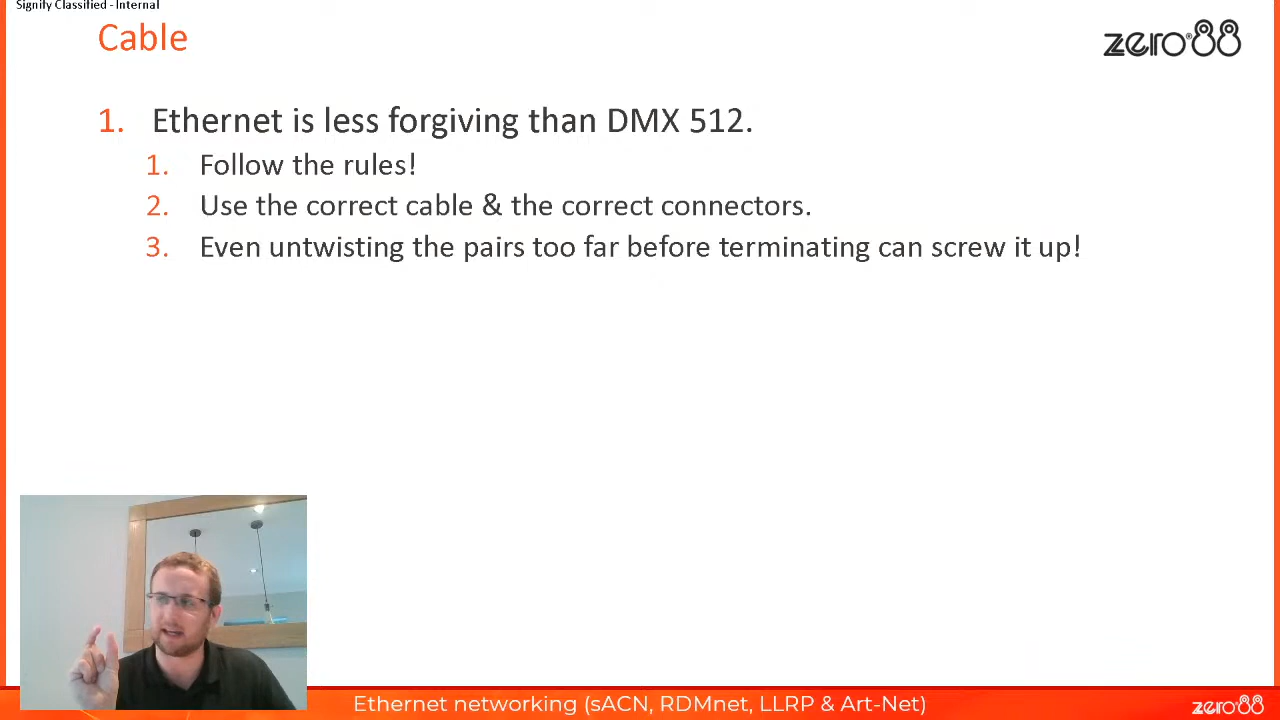 Signify Classified - Internal
Cable
zero®88
1. Ethernet is less forgiving than DMX 512.
1. Follow the rules!
2. Use the correct cable & the correct connectors.
3. Even untwisting the pairs too far before terminating can screw it up!
Ethernet networking (sACN, RDMnet, LLRP & Art-Net)
zero88